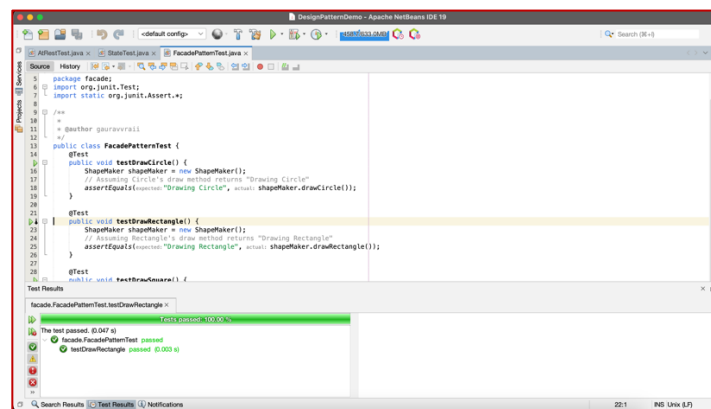 DesignPatternDemo - Apache NetBeans IDE 19
<default config>
Search (⌘+I)
AtRestTest.java × StateTest.java × FacadePatternTest.java ×
Source History
Services
Projects
5 package facade;
6 import org.junit.Test;
7 import static org.junit.Assert.*;
8
9 /**
10 *
11 * @author gauravvraii
12 */
13 public class FacadePatternTest {
14 @Test
15 public void testDrawCircle() {
16 ShapeMaker shapeMaker = new ShapeMaker();
17 // Assuming Circle's draw method returns "Drawing Circle"
18 assertEquals(expected: "Drawing Circle", actual: shapeMaker.drawCircle());
19 }
20
21 @Test
22 public void testDrawRectangle() {
23 ShapeMaker shapeMaker = new ShapeMaker();
24 // Assuming Rectangle's draw method returns "Drawing Rectangle"
25 assertEquals(expected: "Drawing Rectangle", actual: shapeMaker.drawRectangle());
26 }
27
28 @Test
public void testDrawSquare() {
Test Results ×
facade.FacadePatternTest.testDrawRectangle ×
Tests passed: 100.00 %
The test passed. (0.047 s)
facade.FacadePatternTest passed
testDrawRectangle passed (0.003 s)
Search Results Test Results Notifications 22:1 INS Unix (LF)